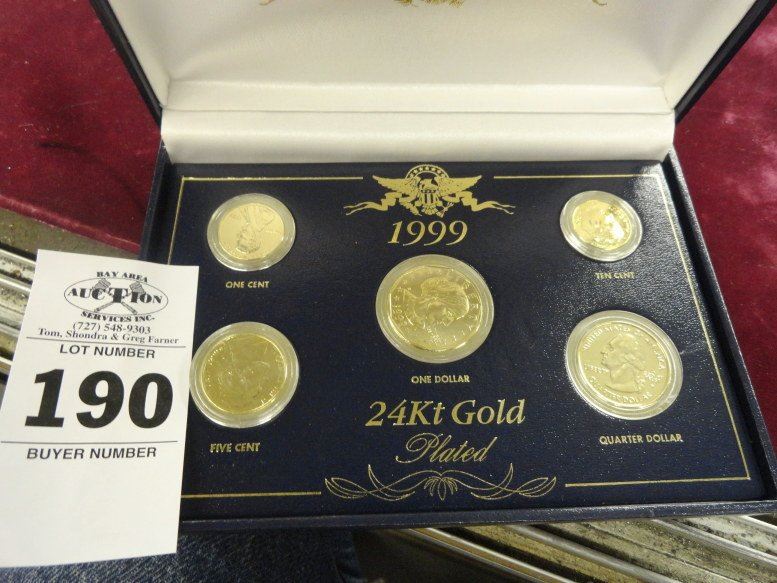 BAY AREA
AUCTION
SERVICES INC.
(727) 548-9303
Tom, Shondra & Greg Farner
LOT NUMBER
190
BUYER NUMBER
1999
ONE CENT
TEN CENT
ONE DOLLAR
FIVE CENT
QUARTER DOLLAR
24Kt Gold
Plated